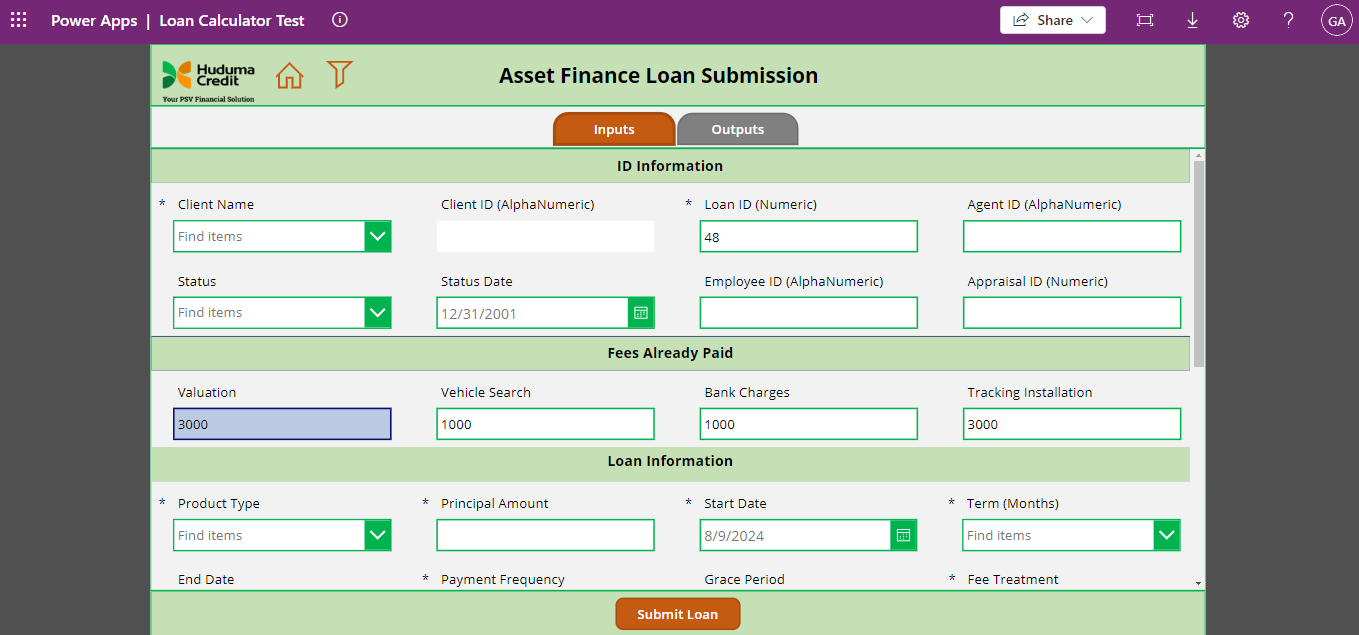 Power Apps | Loan Calculator Test
Share
GA
Huduma
Credit
Your PSV Financial Solution
Asset Finance Loan Submission
Inputs Outputs
ID Information
* Client Name Client ID (AlphaNumeric) * Loan ID (Numeric) Agent ID (AlphaNumeric)
Find items 48
Status Status Date Employee ID (AlphaNumeric) Appraisal ID (Numeric)
Find items 12/31/2001
Fees Already Paid
Valuation Vehicle Search Bank Charges Tracking Installation
3000 1000 1000 3000
Loan Information
* Product Type * Principal Amount * Start Date * Term (Months)
Find items 8/9/2024 Find items
End Date * Payment Frequency Grace Period * Fee Treatment
Submit Loan